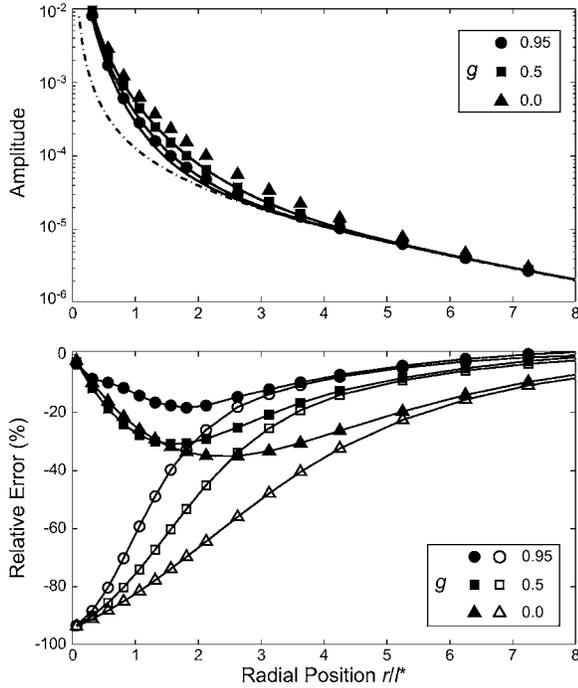 10-2
10-3
10-4
10-5
10-6
Amplitude
g
0.95
0.5
0.0
0 1 2 3 4 5 6 7 8
0
-20
-40
-60
-80
-100
Relative Error (%)
g
0.95
0.5
0.0
0 1 2 3 4 5 6 7 8
Radial Position r/l*